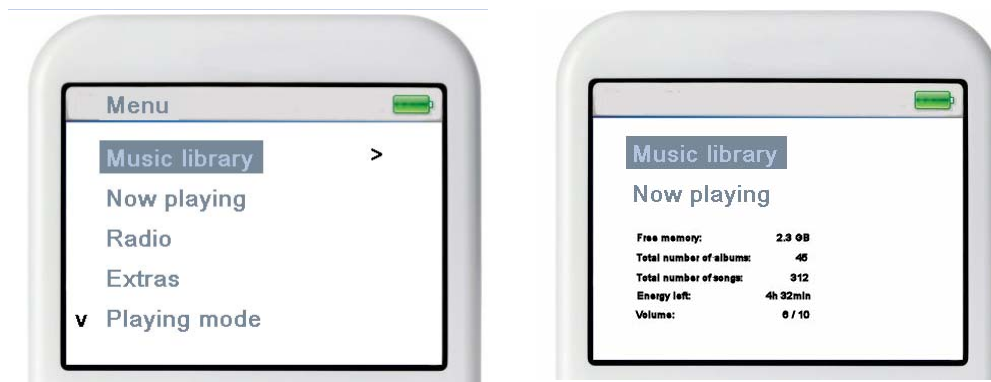 Menu
Music library >
Now playing
Radio
Extras
v Playing mode
Music library
Now playing
Free memory: 2.3 GB
Total number of albums: 45
Total number of songs: 312
Energy left: 4h 32min
Volume: 6 / 10